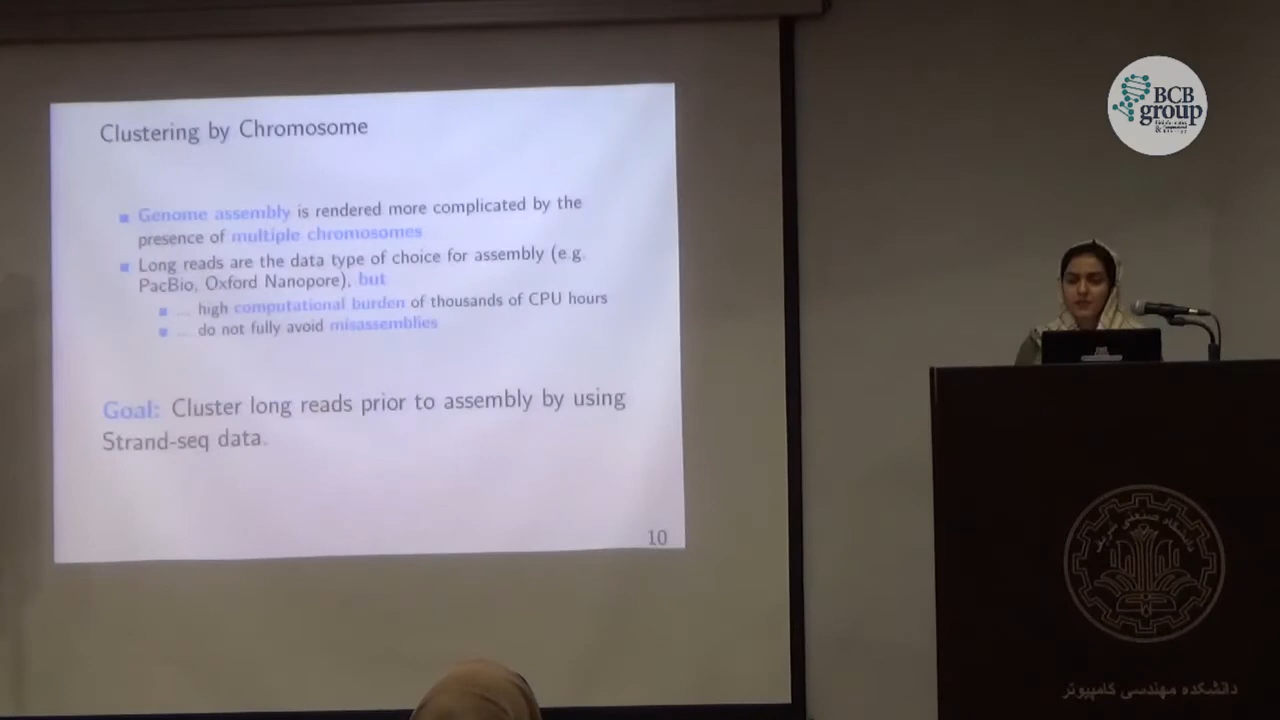 Clustering by Chromosome
Genome assembly is rendered more complicated by the
presence of multiple chromosomes
Long reads are the data type of choice for assembly (e.g.
PacBio, Oxford Nanopore), but
... high computational burden of thousands of CPU hours
... do not fully avoid misassemblies
Goal: Cluster long reads prior to assembly by using
Strand-seq data.
10
BCB
group
دانشگاه صنعتی شریف
دانشکده مهندسی کامپیوتر